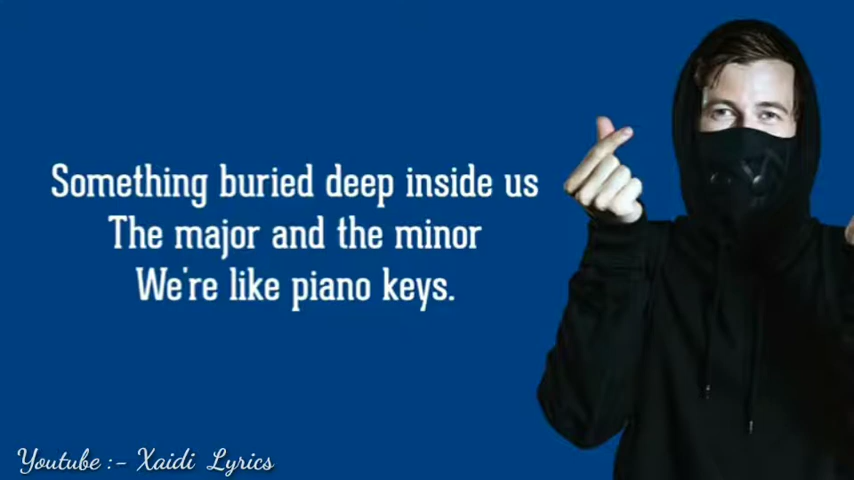 Something buried deep inside us
The major and the minor
We're like piano keys.
Youtube :- Xaidi Lyrics